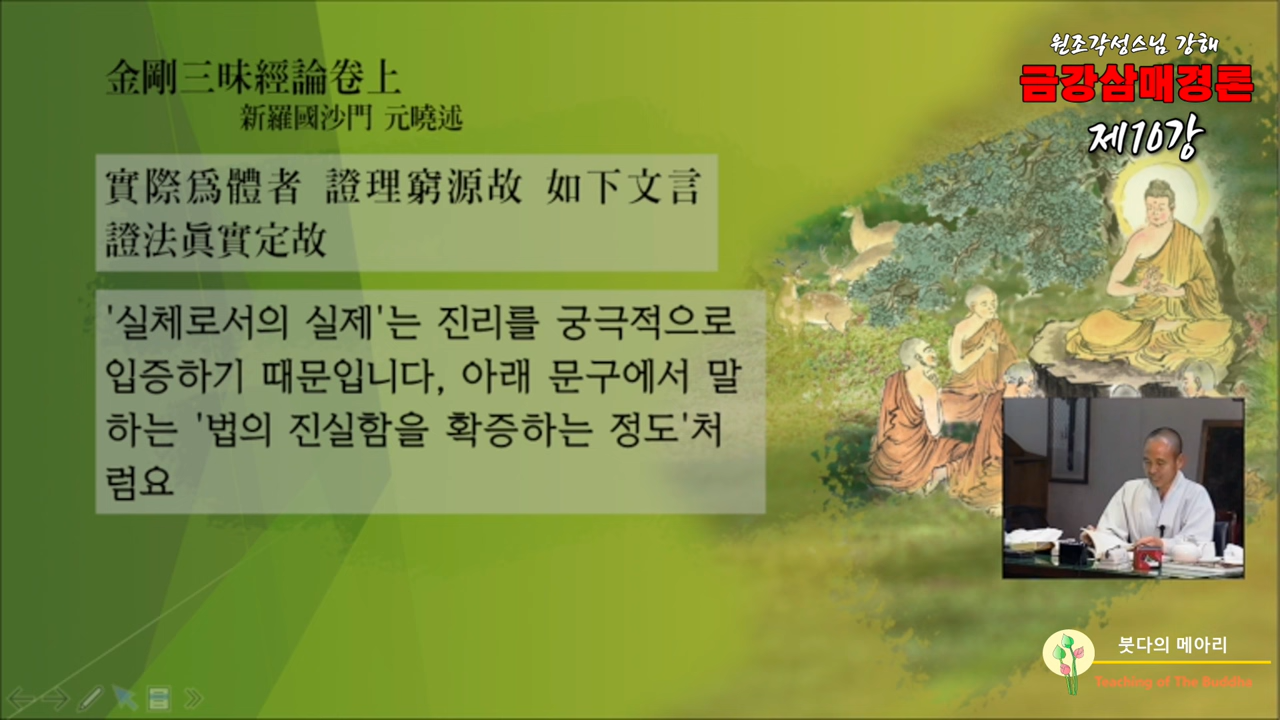 金剛三昧經論卷上
新羅國沙門 元曉述
實際爲體者 證理窮源故 如下文言
證法眞實定故
'실체로서의 실제'는 진리를 궁극적으로
입증하기 때문입니다, 아래 문구에서 말
하는 '법의 진실함을 확증하는 정도'처
럼요
원조각성스님 강해
금강삼매경론
제10강
붓다의 메아리
Teaching of The Buddha